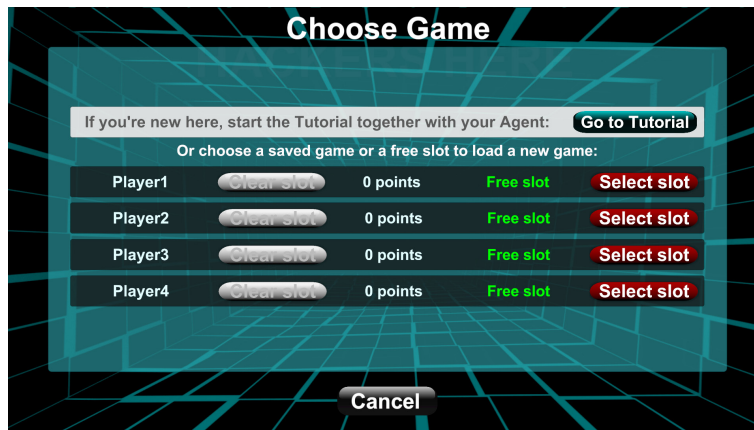 Choose Game
HACKERS HERE
If you're new here, start the Tutorial together with your Agent: Go to Tutorial
Or choose a saved game or a free slot to load a new game:
Player1 Clear slot 0 points Free slot Select slot
Player2 Clear slot 0 points Free slot Select slot
Player3 Clear slot 0 points Free slot Select slot
Player4 Clear slot 0 points Free slot Select slot
Cancel